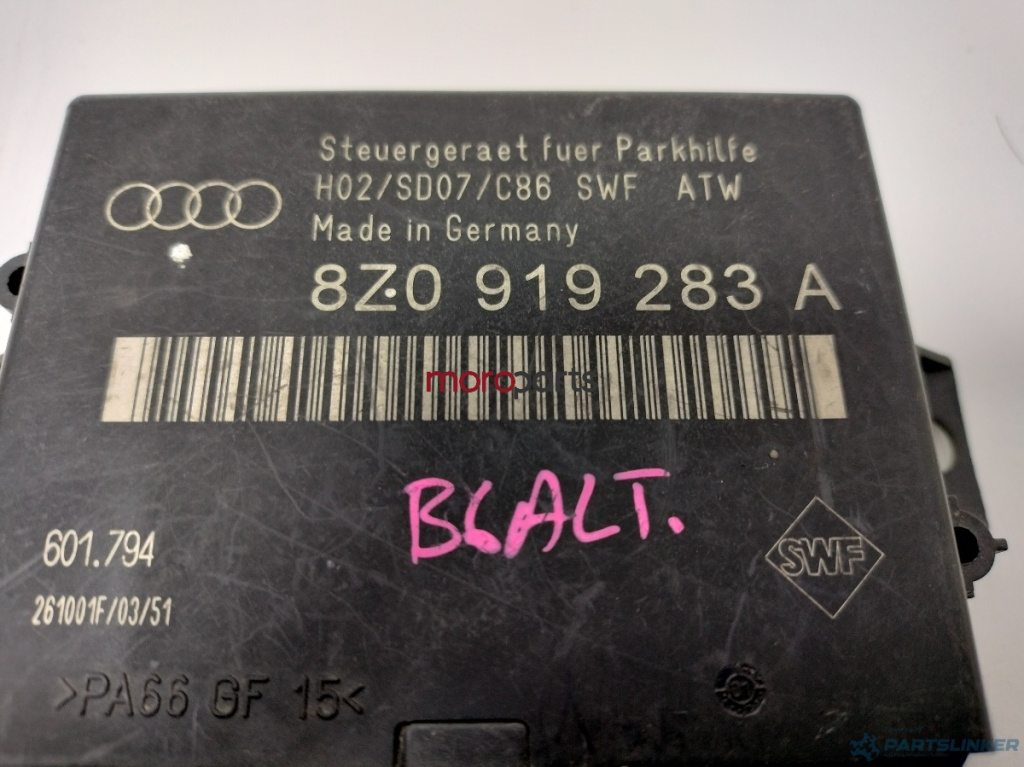 Steuergeraet fuer Parkhilfe
H02/SD07/C86 SWF ATW
Made in Germany
8Z0 919 283 A
moroparts
B6ALT.
601.794
SWF
261001F/03/51
>PA66 GF 15<
PARTSLINKER